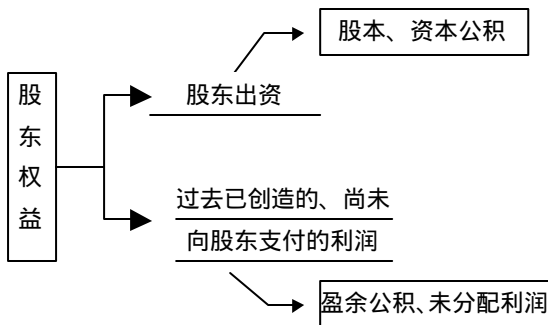 股本、资本公积
股东权益
股东出资
过去已创造的、尚未
向股东支付的利润
盈余公积、未分配利润